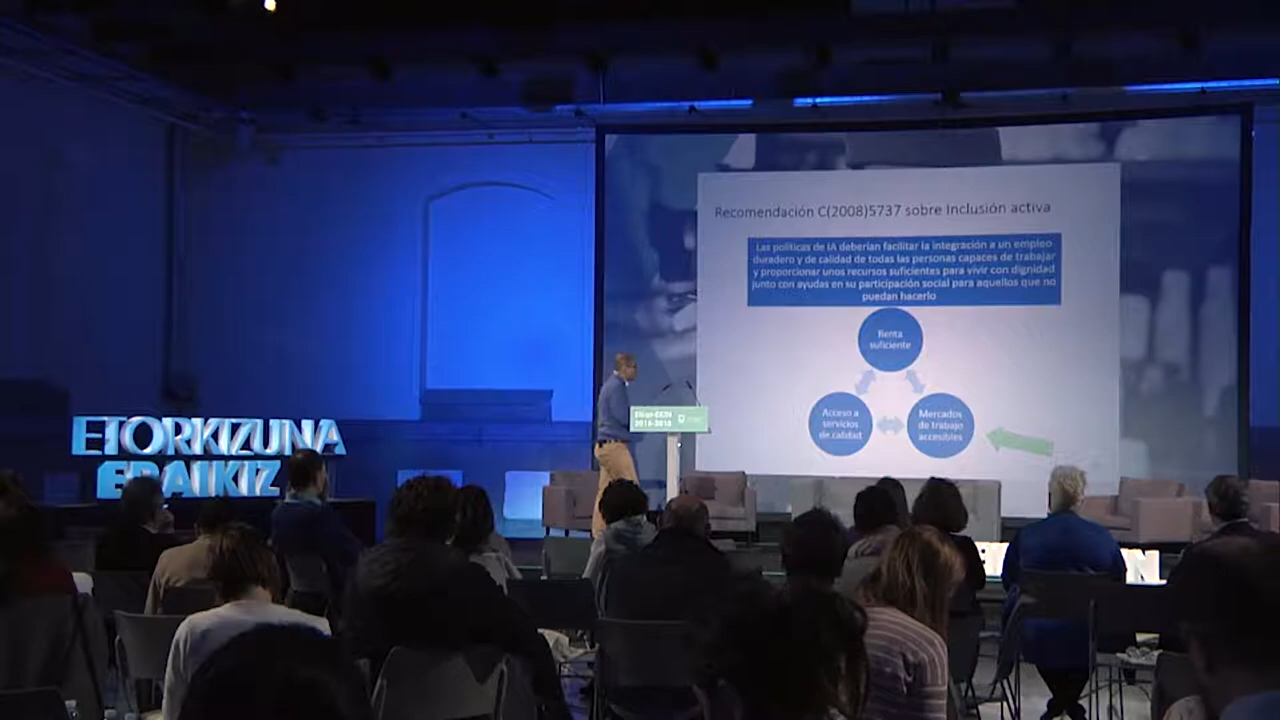 Recomendación C(2008)5737 sobre Inclusión activa
Las políticas de IA deberían facilitar la integración a un empleo
duradero y de calidad de todas las personas capaces de trabajar
y proporcionar unos recursos suficientes para vivir con dignidad
junto con ayudas en su participación social para aquellos que no
puedan hacerlo
Renta
suficiente
Acceso a
servicios
de calidad
Mercados
de trabajo
accesibles
ETORKIZUNA
ERAIKIZ